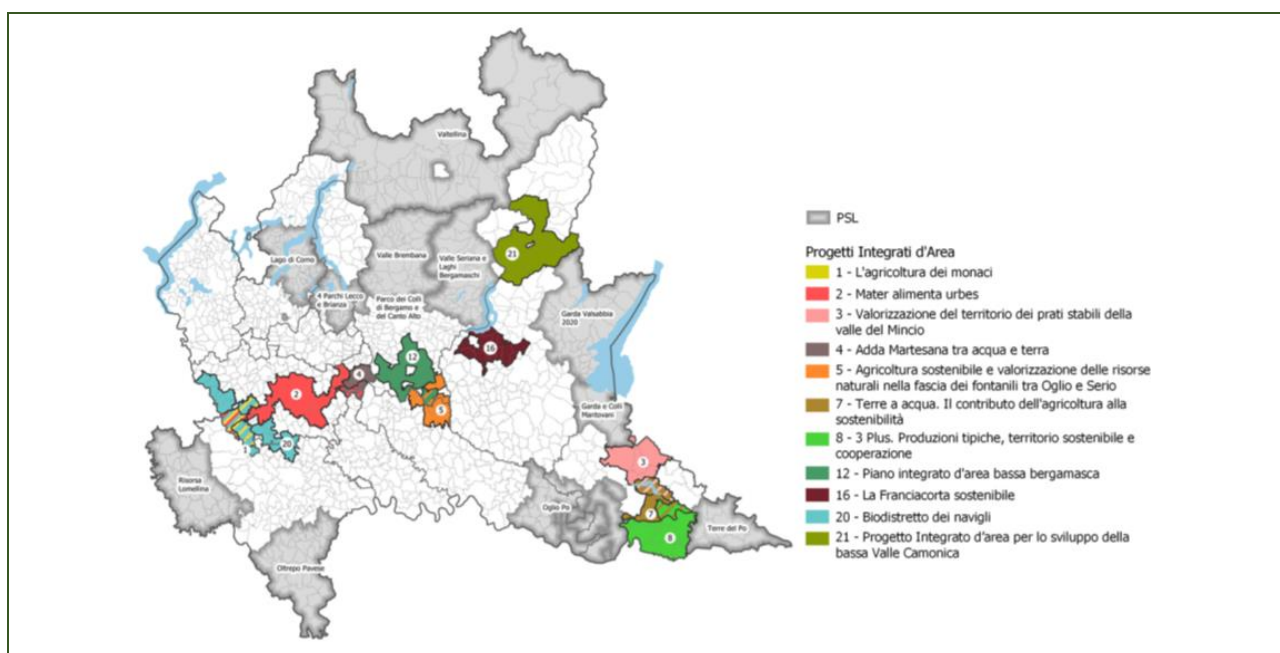 Valtellina
21
Lago di Como
Valle Brembana
Valle Seriana e
Laghi
Bergamaschi
4 Parchi Lecco
e Brianza
Parco dei Colli
di Bergamo e
del Canto Alto
Garda Valsabbia
2020
16
12
4
2
5
Garda e Colli
Mantovani
1
20
3
Risorsa
Lomellina
Oglio Po
7
Terre del Po
8
Oltrepo Pavese
PSL
Progetti Integrati d'Area
1 - L'agricoltura dei monaci
2 - Mater alimenta urbes
3 - Valorizzazione del territorio dei prati stabili della
valle del Mincio
4 - Adda Martesana tra acqua e terra
5 - Agricoltura sostenibile e valorizzazione delle risorse
naturali nella fascia dei fontanili tra Oglio e Serio
7 - Terre a acqua. Il contributo dell'agricoltura alla
sostenibilità
8 - 3 Plus. Produzioni tipiche, territorio sostenibile e
cooperazione
12 - Piano integrato d'area bassa bergamasca
16 - La Franciacorta sostenibile
20 - Biodistretto dei navigli
21 - Progetto Integrato d'area per lo sviluppo della
bassa Valle Camonica